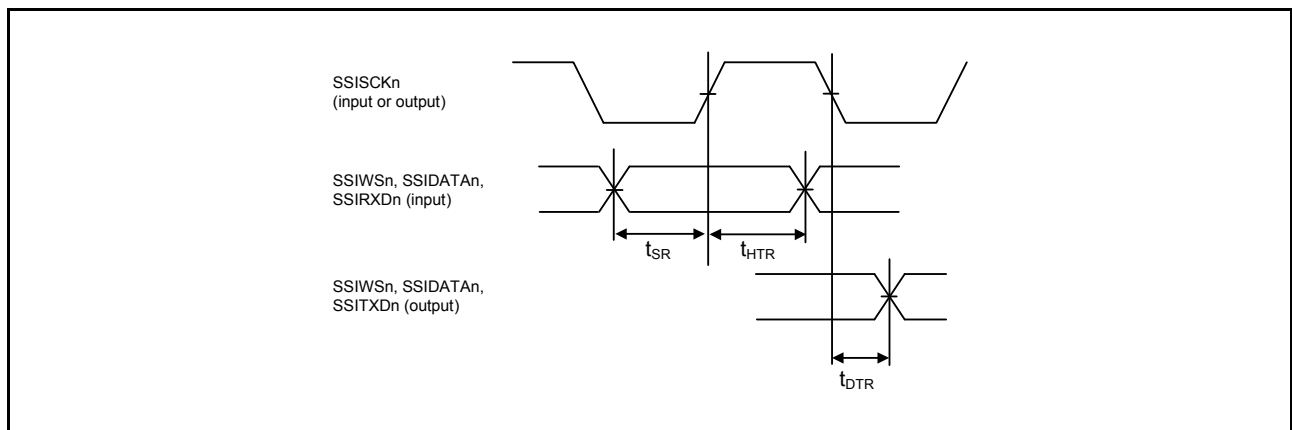 SSISCKn
(input or output)
SSIWSn, SSIDATAn,
SSIRXDn (input)
tSR
tHTR
SSIWSn, SSIDATAn,
SSITXDn (output)
tDTR